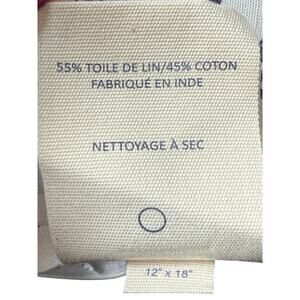 55% TOILE DE LIN/45% COTON
FABRIQUÉ EN INDE
NETTOYAGE À SEC
12" x 18"